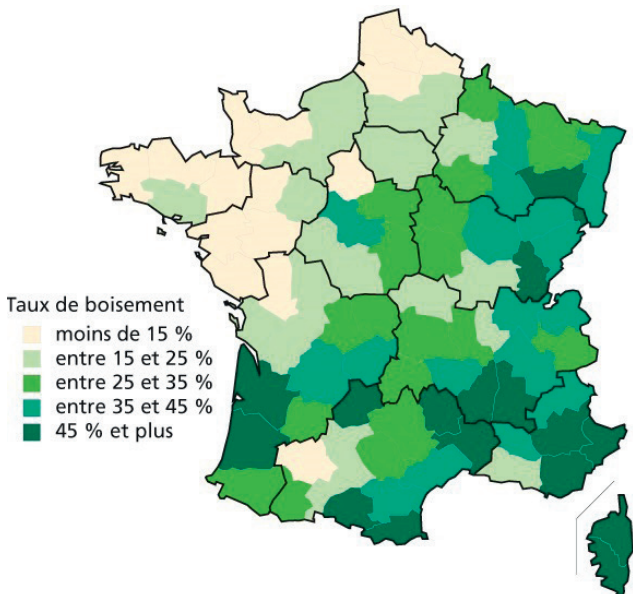 Taux de boisement
moins de 15 %
entre 15 et 25 %
entre 25 et 35 %
entre 35 et 45 %
45 % et plus